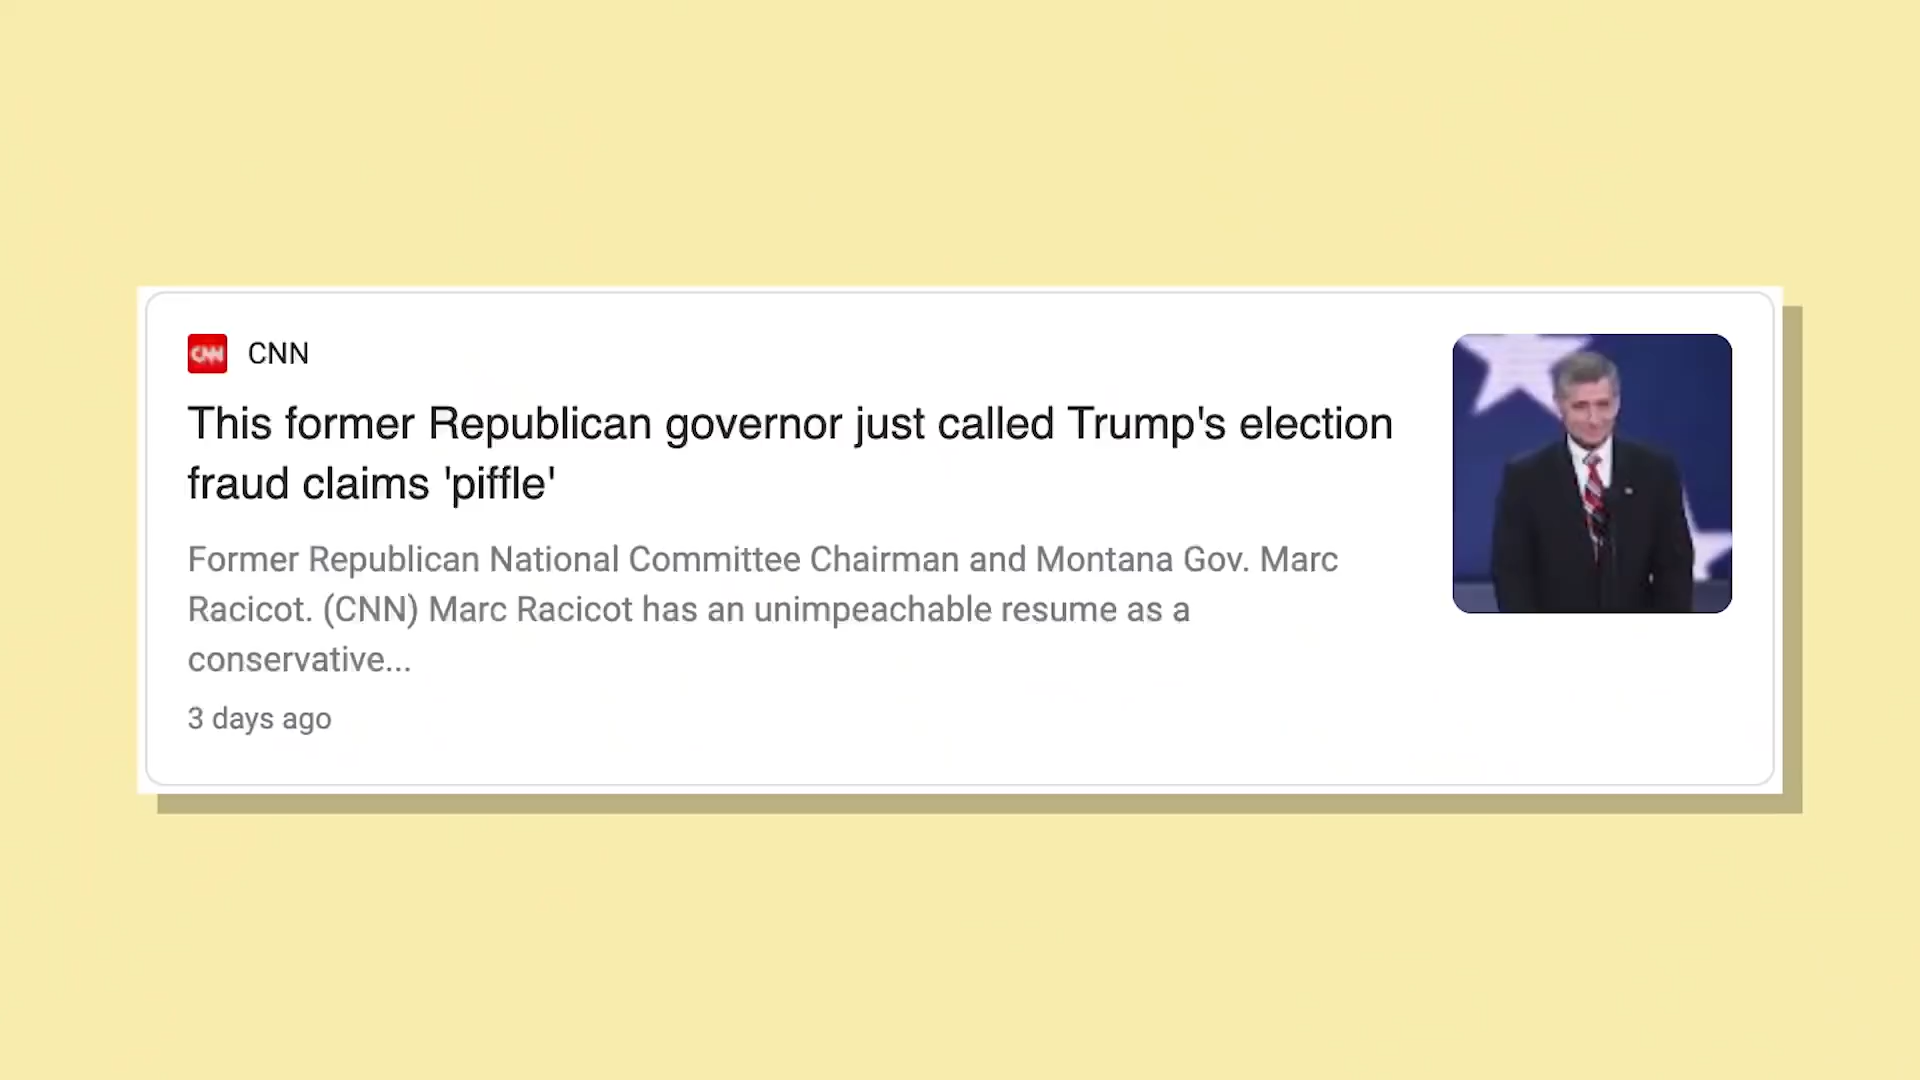 CNN CNN
This former Republican governor just called Trump's election
fraud claims 'piffle'
Former Republican National Committee Chairman and Montana Gov. Marc
Racicot. (CNN) Marc Racicot has an unimpeachable resume as a
conservative...
3 days ago